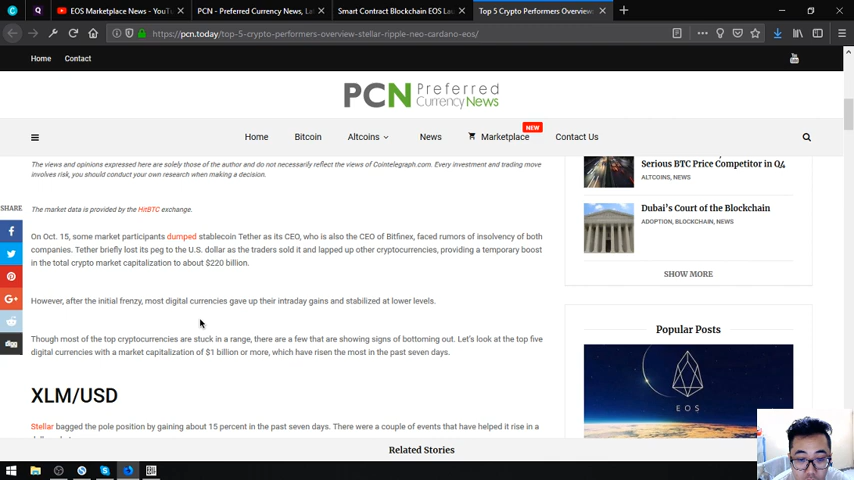 EOS Marketplace News - YouTu
PCN - Preferred Currency News, La
Smart Contract Blockchain EOS Lau
Top 5 Crypto Performers Overview
https://pcn.today/top-5-crypto-performers-overview-stellar-ripple-neo-cardano-eos/
Home
Contact
PCN Preferred
Currency News
Home
Bitcoin
Altcoins
News
Marketplace
NEW
Contact Us
The views and opinions expressed here are solely those of the author and do not necessarily reflect the views of Cointelegraph.com. Every investment and trading move
involves risk, you should conduct your own research when making a decision.
The market data is provided by the HitBTC exchange.
SHARE
On Oct. 15, some market participants dumped stablecoin Tether as its CEO, who is also the CEO of Bitfinex, faced rumors of insolvency of both
companies. Tether briefly lost its peg to the U.S. dollar as the traders sold it and lapped up other cryptocurrencies, providing a temporary boost
in the total crypto market capitalization to about $220 billion.
However, after the initial frenzy, most digital currencies gave up their intraday gains and stabilized at lower levels.
Though most of the top cryptocurrencies are stuck in a range, there are a few that are showing signs of bottoming out. Let's look at the top five
digital currencies with a market capitalization of $1 billion or more, which have risen the most in the past seven days.
XLM/USD
Stellar bagged the pole position by gaining about 15 percent in the past seven days. There were a couple of events that have helped it rise in a
Serious BTC Price Competitor in Q4
ALTCOINS, NEWS
Dubai's Court of the Blockchain
ADOPTION, BLOCKCHAIN, NEWS
SHOW MORE
Popular Posts
EOS
Related Stories